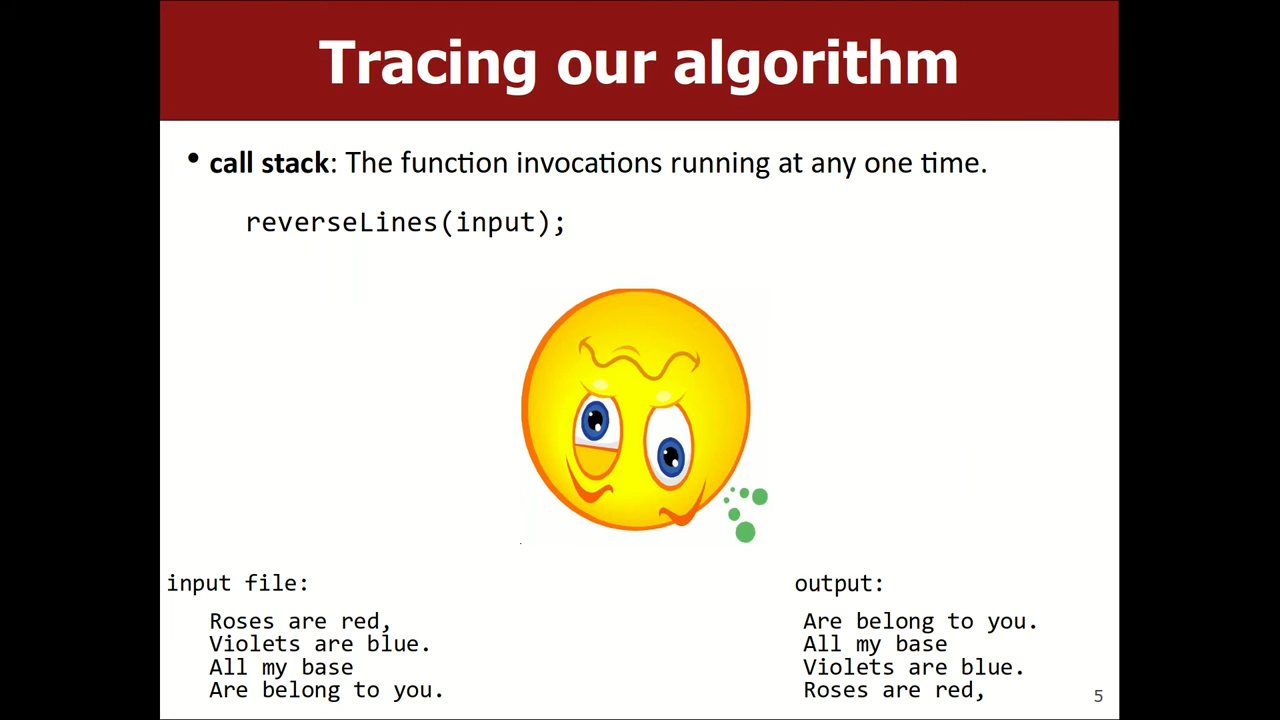 Tracing our algorithm
• call stack: The function invocations running at any one time.
reverseLines(input);
input file:
Roses are red,
Violets are blue.
All my base
Are belong to you.
output:
Are belong to you.
All my base
Violets are blue.
Roses are red,
5